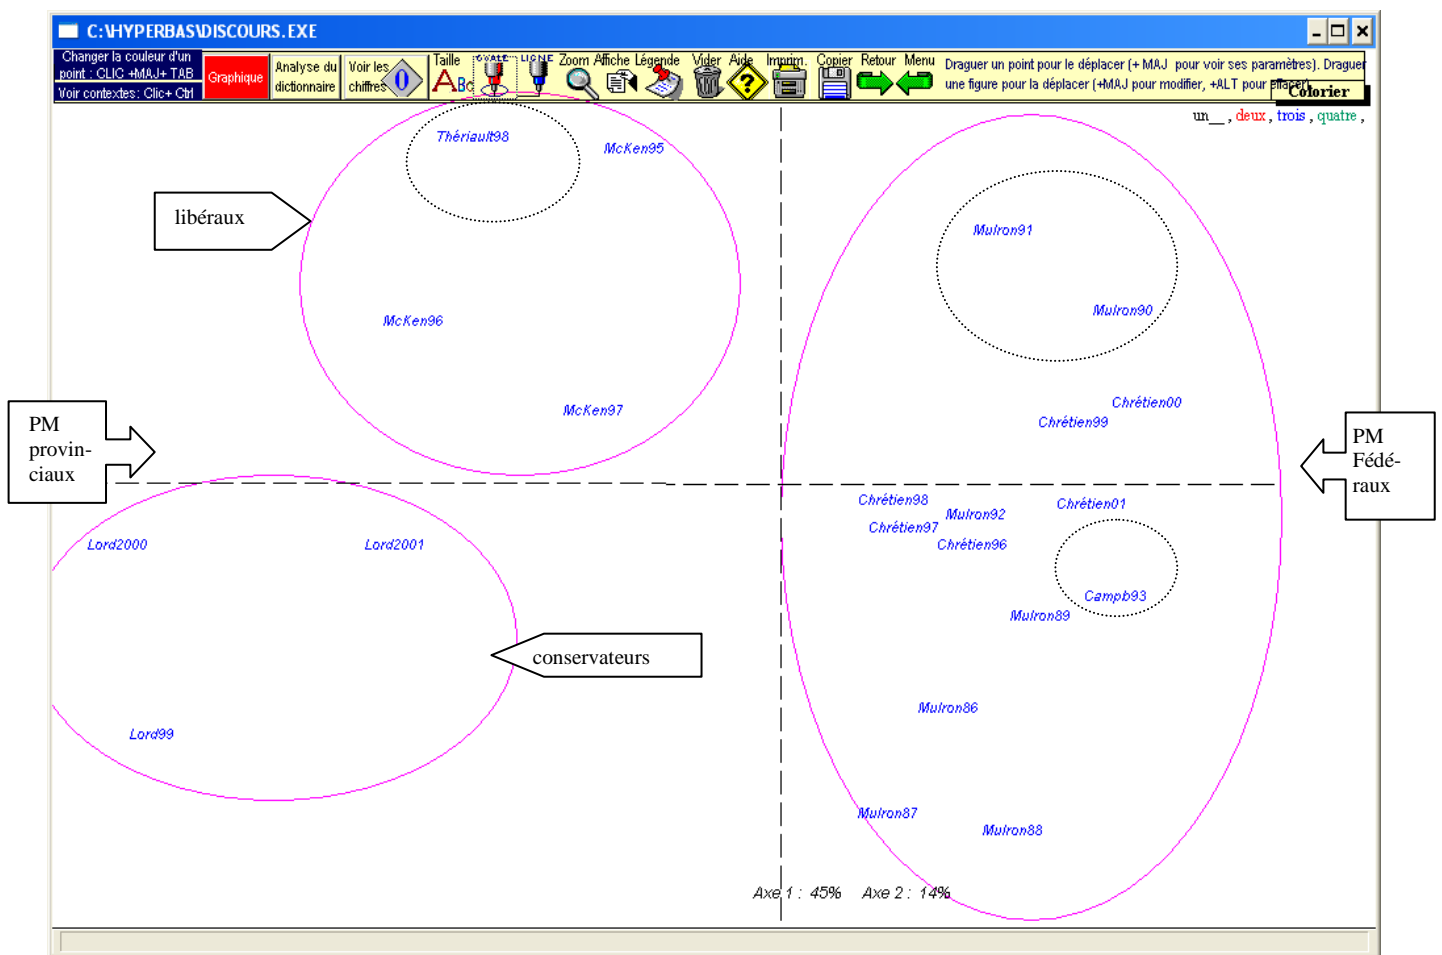 C:\HYPERBAS\DISCOURS.EXE
Changer la couleur d'un
point : CLIC +MAJ+ TAB
Voir contextes: Clic+ Ctrl
Graphique
Analyse du
dictionnaire
Voir les
chiffres
0
Taille
ABC
OVALE
LIGNE
Zoom
Affiche
Légende
Vider
Aide
Imprim.
Copier
Retour
Menu
Draguer un point pour le déplacer (+ MAJ pour voir ses paramètres). Draguer
une figure pour la déplacer (+MAJ pour modifier, +ALT pour effacer)
Colorier
un__ , deux , trois , quatre ,
Thériault98
McKen95
libéraux
Mulron91
McKen96
Mulron90
McKen97
Chrétien00
Chrétien99
PM
provin-
ciaux
PM
Fédé-
raux
Chrétien98
Mulron92
Chrétien01
Chrétien97
Chrétien96
Lord2000
Lord2001
Campb93
Mulron89
conservateurs
Mulron86
Lord99
Mulron87
Mulron88
Axe 1 : 45% Axe 2 : 14%